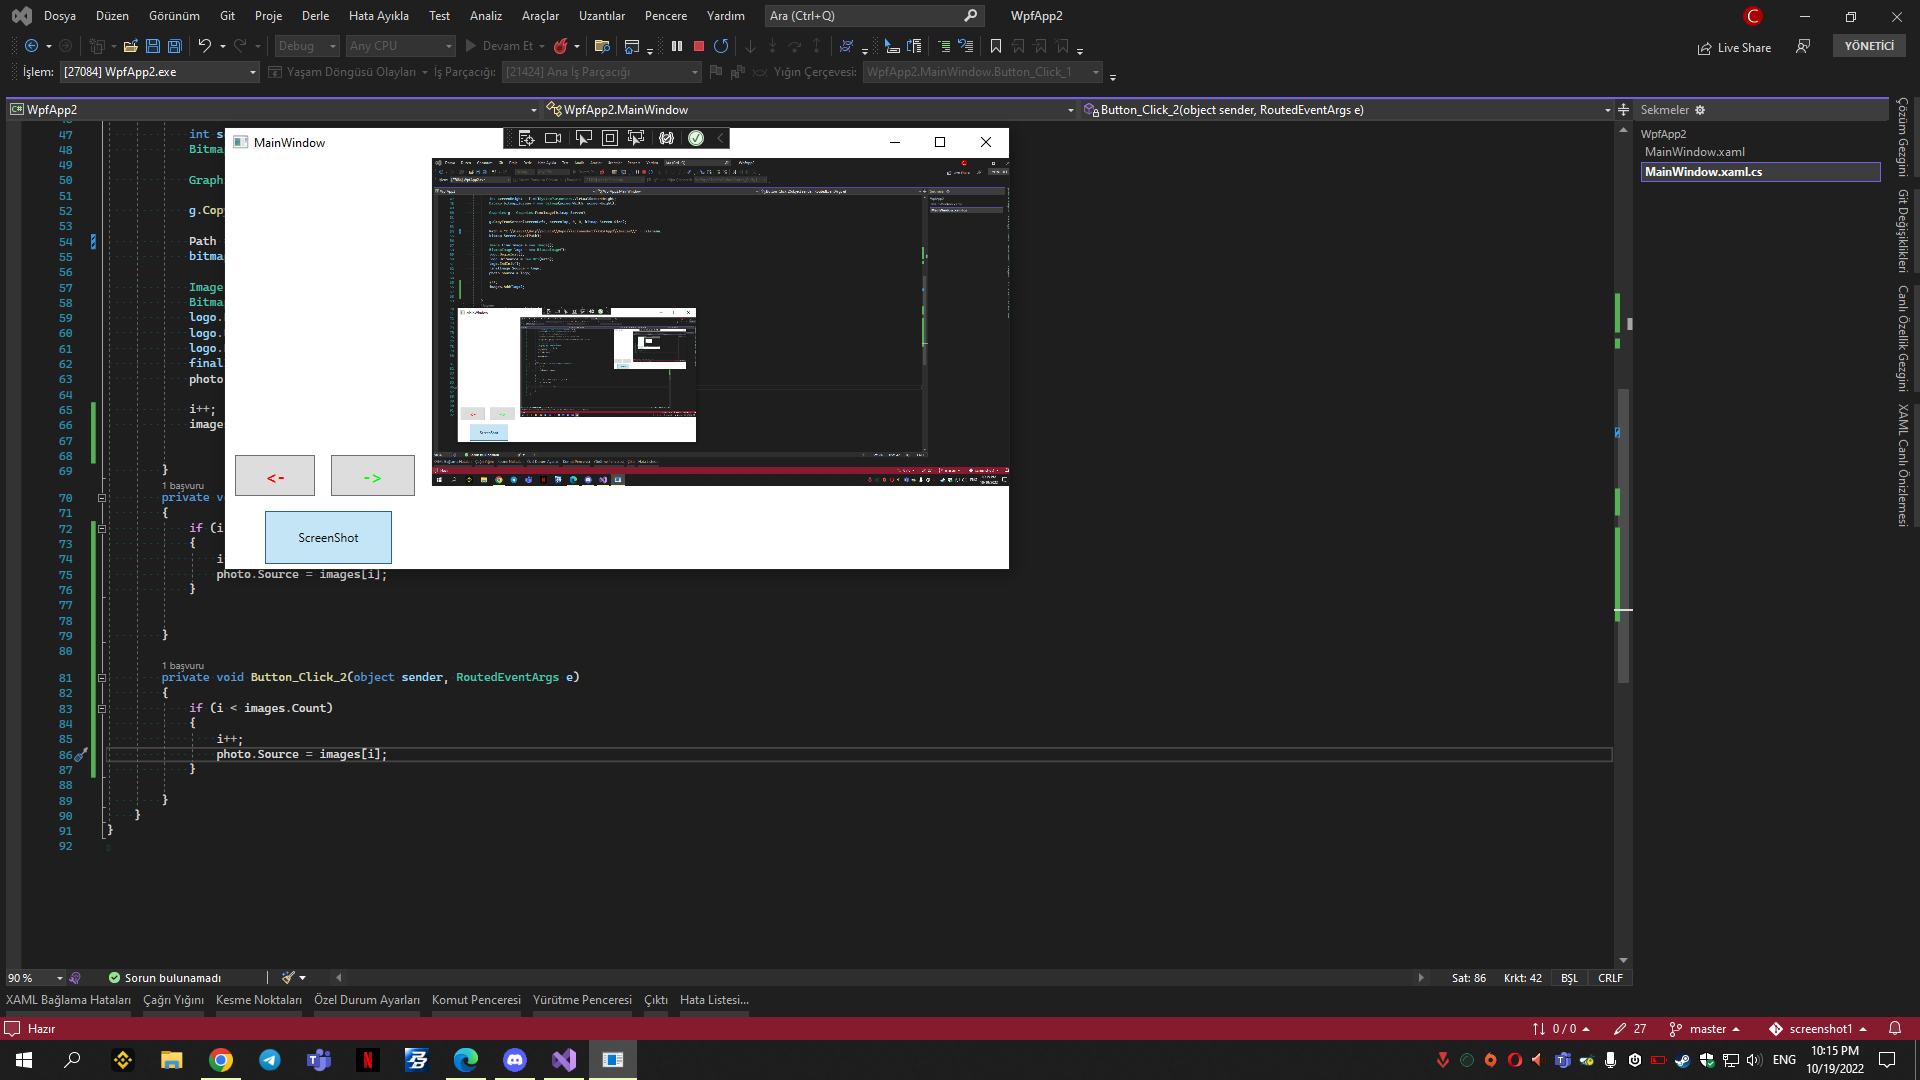 Dosya Düzen Görünüm Git Proje Derle Hata Ayıkla Test Analiz Araçlar Uzantılar Pencere Yardım Ara (Ctrl+Q) WpfApp2 C
Debug Any CPU Devam Et Live Share YÖNETİCİ
İşlem: [27084] WpfApp2.exe Yaşam Döngüsü Olayları İş Parçacığı: [21424] Ana İş Parçacığı Yığın Çerçevesi: WpfApp2.MainWindow.Button_Click_1
WpfApp2 WpfApp2.MainWindow Button_Click_2(object sender, RoutedEventArgs e) Sekmeler
WpfApp2
MainWindow.xaml
MainWindow.xaml.cs
Çözüm Gezgini
Git Değişiklikleri
Canlı Özellik Gezgini
XAML Canlı Önizlemesi
MainWindow
<-
->
ScreenShot
47 int s
48 Bitma
49
50 Graph
51
52 g.Cop
53
54 Path
55 bitma
56
57 Image
58 Bitma
59 logo.
60 logo.
61 logo.
62 final
63 photo
64
65 i++;
66 image
67
68
69 }
1 başvuru
70 private v
71 {
72 if (i
73 {
74 i
75 photo.Source = images[i];
76 }
77
78
79 }
80
1 başvuru
81 private void Button_Click_2(object sender, RoutedEventArgs e)
82 {
83 if (i < images.Count)
84 {
85 i++;
86 photo.Source = images[i];
87 }
88
89 }
90 }
91 }
92
90 % Sorun bulunamadı Sat: 86 Krkt: 42 BŞL CRLF
XAML Bağlama Hataları Çağrı Yığını Kesme Noktaları Özel Durum Ayarları Komut Penceresi Yürütme Penceresi Çıktı Hata Listesi...
Hazır 0 / 0 27 master screenshot1
ENG 10:15 PM
10/19/2022